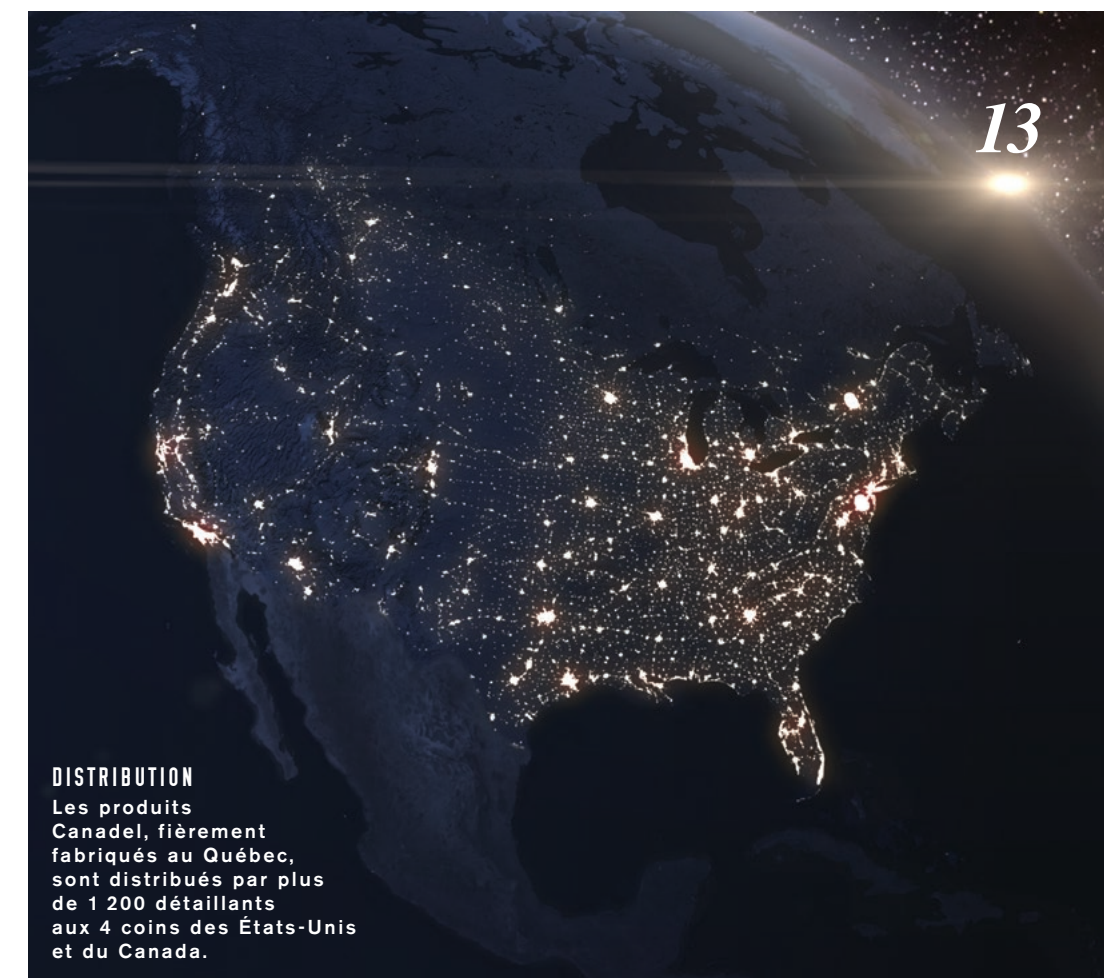 13
DISTRIBUTION
Les produits
Canadel, fièrement
fabriqués au Québec,
sont distribués par plus
de 1 200 détaillants
aux 4 coins des États-Unis
et du Canada.